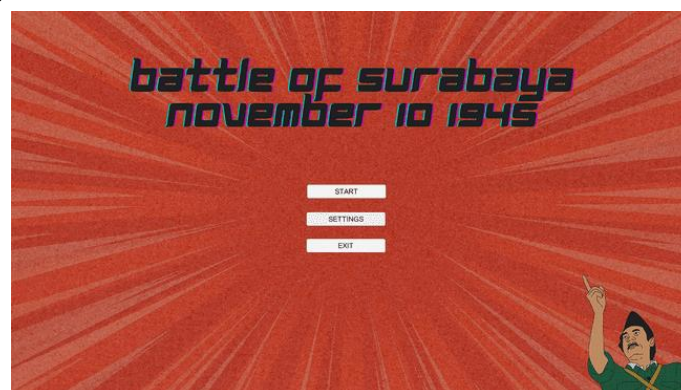 battle of surabaya
november 10 1945
START
SETTINGS
EXIT